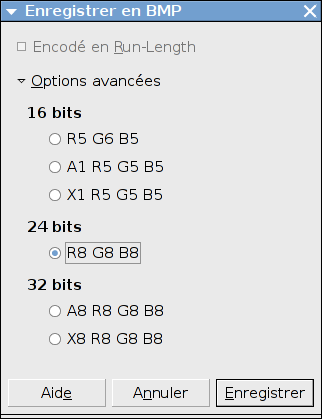 Enregistrer en BMP
Encodé en Run-Length
Options avancées
16 bits
R5 G6 B5
A1 R5 G5 B5
X1 R5 G5 B5
24 bits
R8 G8 B8
32 bits
A8 R8 G8 B8
X8 R8 G8 B8
Aide Annuler Enregistrer